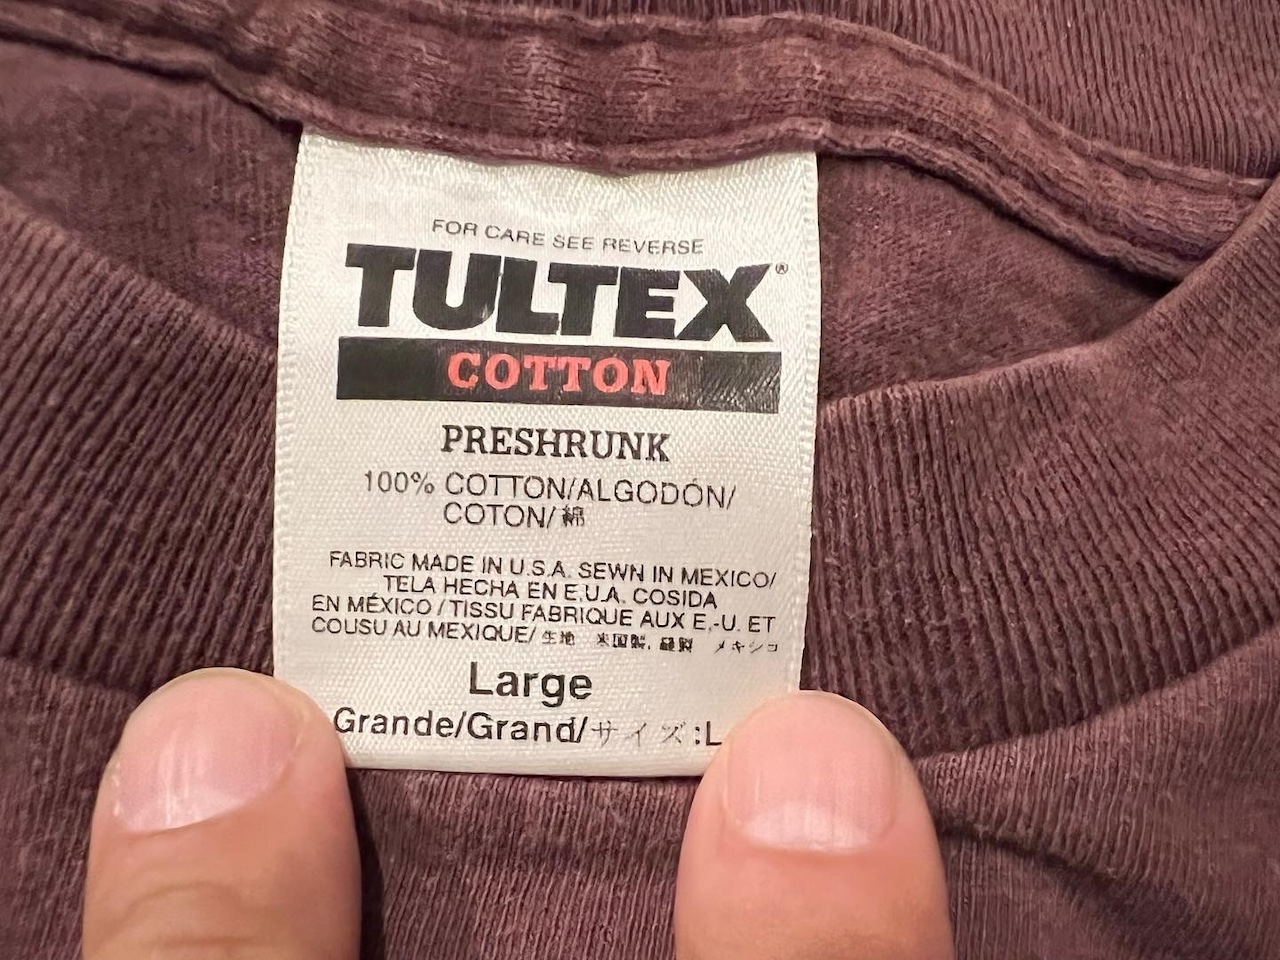 FOR CARE SEE REVERSE
TULTEX®
COTTON
PRESHRUNK
100% COTTON/ALGODÓN/
COTON/綿
FABRIC MADE IN U.S.A. SEWN IN MEXICO/
TELA HECHA EN E.U.A. COSIDA
EN MÉXICO / TISSU FABRIQUE AUX E.-U. ET
COUSU AU MEXIQUE/ 生地 米国製, 縫製 メキシコ
Large
Grande/Grand/サイズ:L